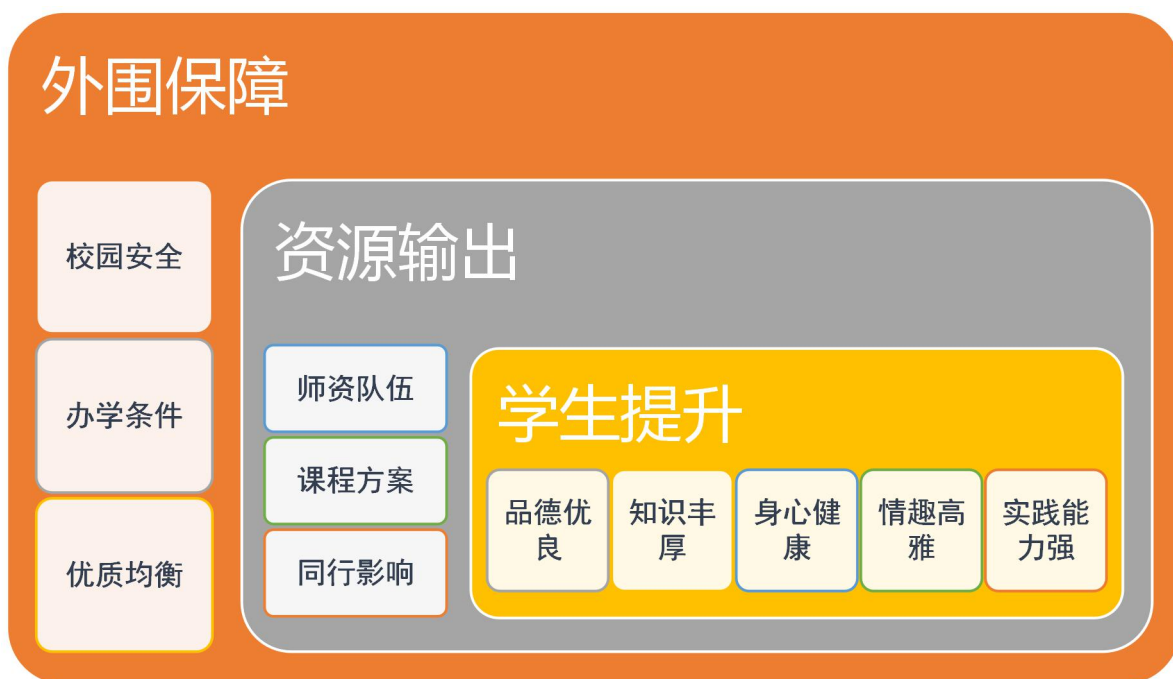 外围保障
校园安全
办学条件
优质均衡
资源输出
师资队伍
课程方案
同行影响
学生提升
品德优
良
知识丰
厚
身心健
康
情趣高
雅
实践能
力强